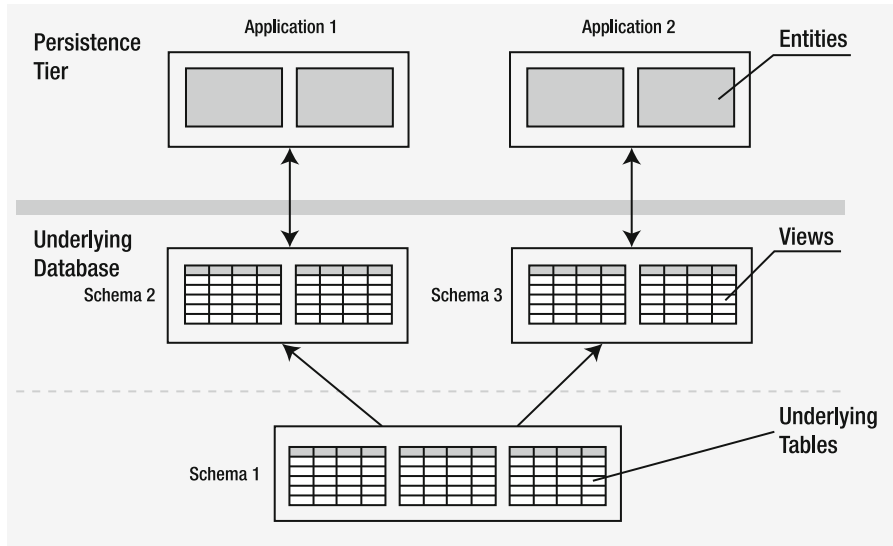 Persistence
Tier
Application 1
Application 2
Entities
Underlying
Database
Views
Schema 2
Schema 3
Underlying
Tables
Schema 1